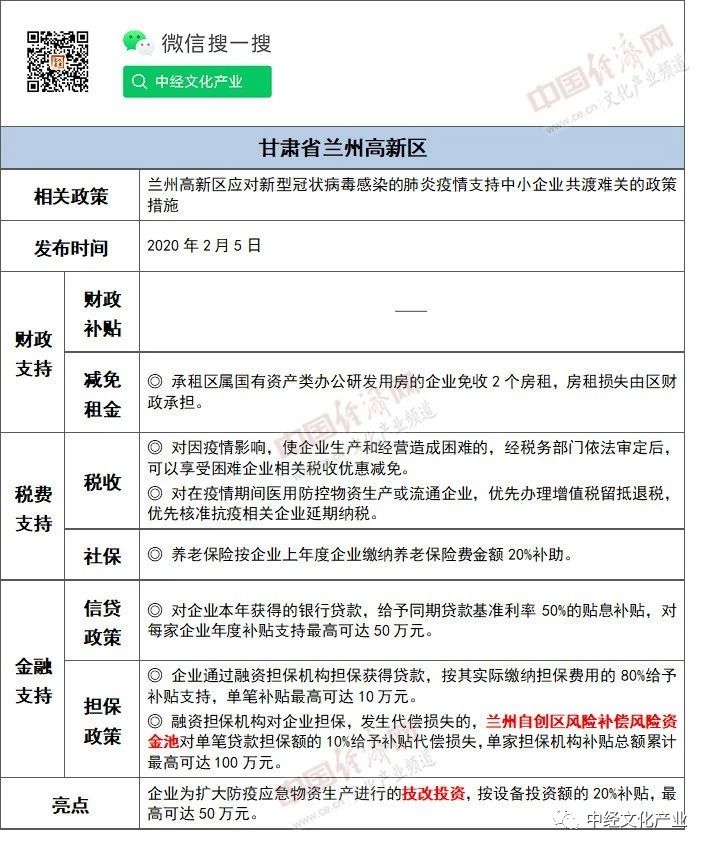 微信搜一搜
中经文化产业
中国经济网
www.ce.cn 文化产业频道
甘肃省兰州高新区
相关政策
兰州高新区应对新型冠状病毒感染的肺炎疫情支持中小企业共渡难关的政策
措施
发布时间
2020 年 2 月 5 日
财政
支持
财政
补贴
——
减免
租金
◎ 承租区属国有资产类办公研发用房的企业免收 2 个房租，房租损失由区财
政承担。
中国经济网
www.ce.cn 文化产业频道
税费
支持
税收
◎ 对因疫情影响，使企业生产和经营造成困难的，经税务部门依法审定后，
可以享受困难企业相关税收优惠减免。
◎ 对在疫情期间医用防控物资生产或流通企业，优先办理增值税留抵退税，
优先核准抗疫相关企业延期纳税。
社保
◎ 养老保险按企业上年度企业缴纳养老保险费金额 20%补助。
金融
支持
信贷
政策
◎ 对企业本年获得的银行贷款，给予同期贷款基准利率 50%的贴息补贴，对
每家企业年度补贴支持最高可达 50 万元。
担保
政策
◎ 企业通过融资担保机构担保获得贷款，按其实际缴纳担保费用的 80%给予
补贴支持，单笔补贴最高可达 10 万元。
◎ 融资担保机构对企业担保，发生代偿损失的，兰州自创区风险补偿风险资
金池对单笔贷款担保额的 10%给予补贴代偿损失，单家担保机构补贴总额累计
最高可达 100 万元。
中国经济网
www.ce.cn 文化产业频道
亮点
企业为扩大防疫应急物资生产进行的技改投资，按设备投资额的 20%补贴，最
高可达 50 万元。
中经文化产业